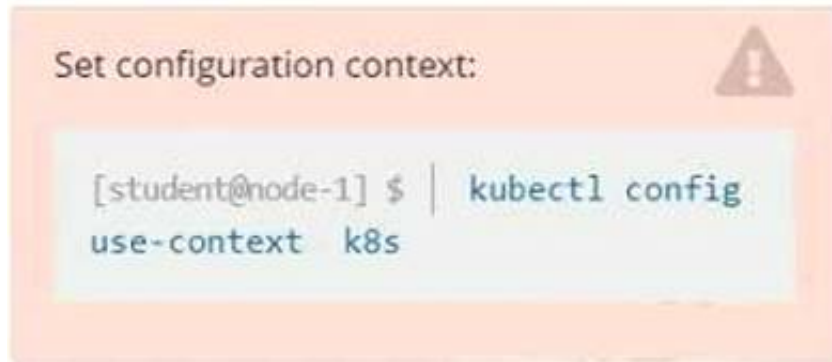 Set configuration context:
[student@node-1] $ | kubectl config
use-context k8s